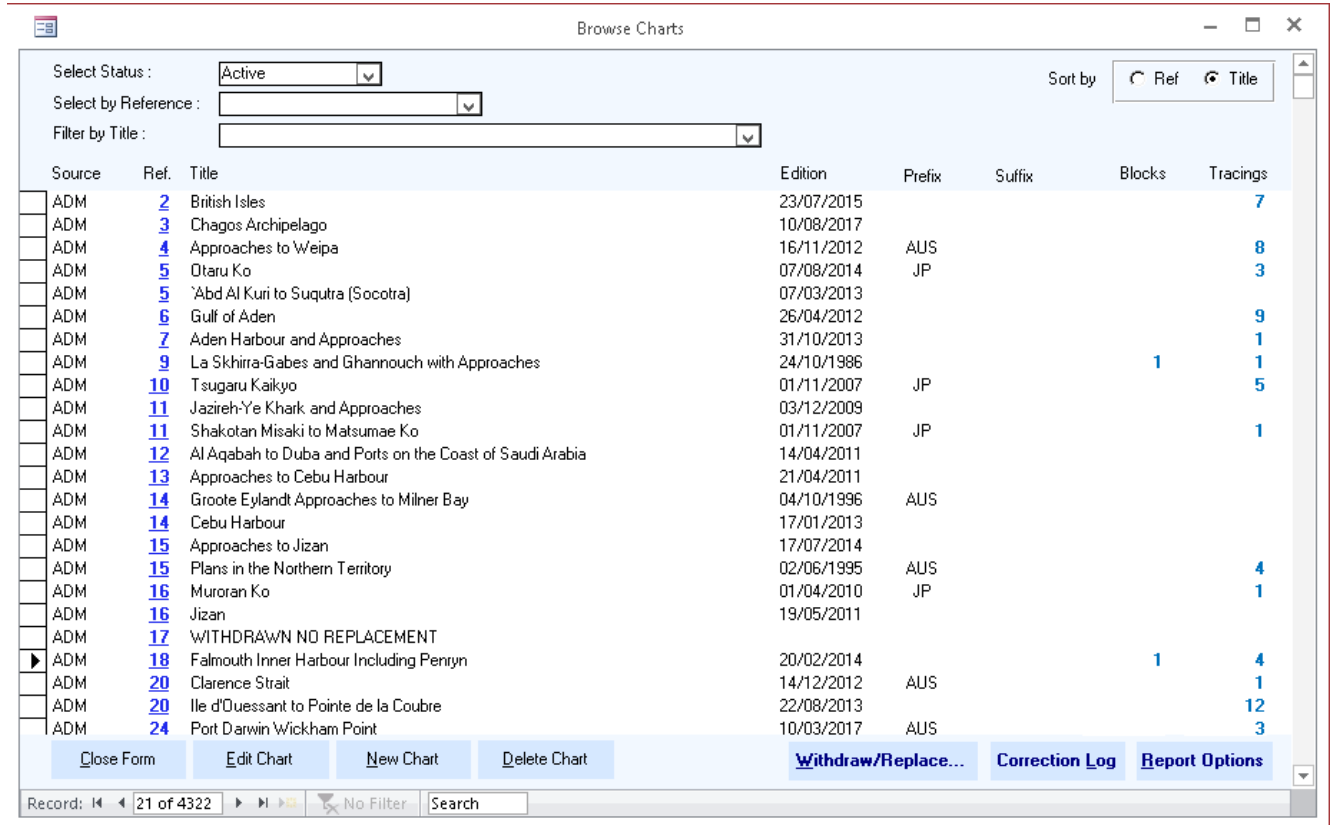 Browse Charts
Select Status : Active Sort by Ref Title
Select by Reference :
Filter by Title :
Source Ref. Title Edition Prefix Suffix Blocks Tracings
ADM 2 British Isles 23/07/2015 7
ADM 3 Chagos Archipelago 10/08/2017
ADM 4 Approaches to Weipa 16/11/2012 AUS 8
ADM 5 Otaru Ko 07/08/2014 JP 3
ADM 5 `Abd Al Kuri to Suqutra (Socotra) 07/03/2013
ADM 6 Gulf of Aden 26/04/2012 9
ADM 7 Aden Harbour and Approaches 31/10/2013 1
ADM 9 La Skhirra-Gabes and Ghannouch with Approaches 24/10/1986 1 1
ADM 10 Tsugaru Kaikyo 01/11/2007 JP 5
ADM 11 Jazireh-Ye Khark and Approaches 03/12/2009
ADM 11 Shakotan Misaki to Matsumae Ko 01/11/2007 JP 1
ADM 12 Al Aqabah to Duba and Ports on the Coast of Saudi Arabia 14/04/2011
ADM 13 Approaches to Cebu Harbour 21/04/2011
ADM 14 Groote Eylandt Approaches to Milner Bay 04/10/1996 AUS
ADM 14 Cebu Harbour 17/01/2013
ADM 15 Approaches to Jizan 17/07/2014
ADM 15 Plans in the Northern Territory 02/06/1995 AUS 4
ADM 16 Muroran Ko 01/04/2010 JP 1
ADM 16 Jizan 19/05/2011
ADM 17 WITHDRAWN NO REPLACEMENT
ADM 18 Falmouth Inner Harbour Including Penryn 20/02/2014 1 4
ADM 20 Clarence Strait 14/12/2012 AUS 1
ADM 20 Ile d'Ouessant to Pointe de la Coubre 22/08/2013 12
ADM 24 Port Darwin Wickham Point 10/03/2017 AUS 3
Close Form Edit Chart New Chart Delete Chart Withdraw/Replace... Correction Log Report Options
Record: 21 of 4322 No Filter Search